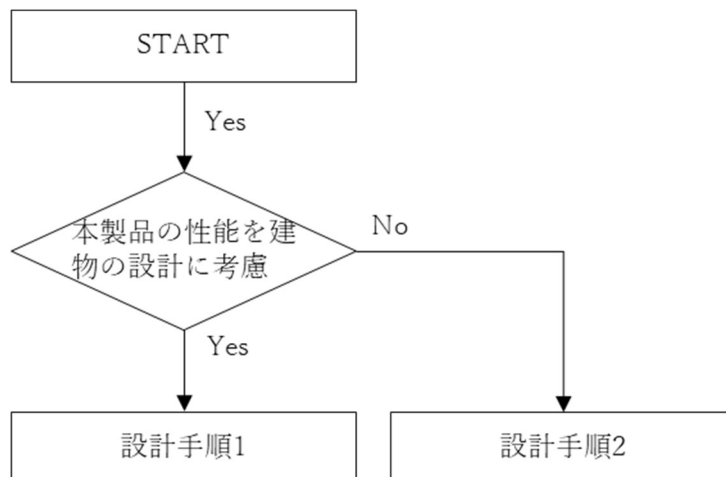 START
Yes
本製品の性能を建
物の設計に考慮
No
Yes
設計手順1
設計手順2